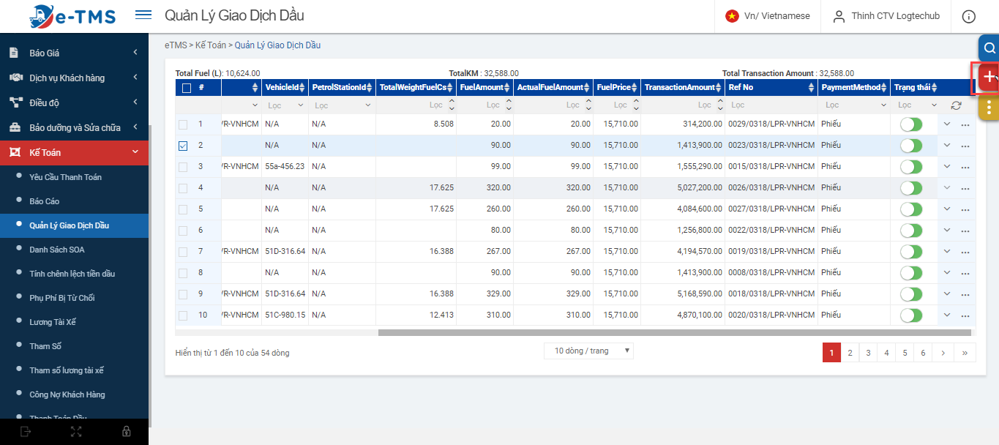 e-TMS
Quản Lý Giao Dịch Dầu
Vn/ Vietnamese
Thinh CTV Logtechub
Báo Giá
Dịch vụ Khách hàng
Điều độ
Bảo dưỡng và Sửa chữa
Kế Toán
Yêu Cầu Thanh Toán
Báo Cáo
Quản Lý Giao Dịch Dầu
Danh Sách SOA
Tính chênh lệch tiền dầu
Phụ Phí Bị Từ Chối
Lương Tài Xế
Tham Số
Tham số lương tài xế
Công Nợ Khách Hàng
Thanh Toán Dầu
eTMS > Kế Toán > Quản Lý Giao Dịch Dầu
Total Fuel (L): 10,624.00 TotalKM : 32,588.00 Total Transaction Amount : 32,588.00
# VehicleId PetrolStationId TotalWeightFuelCs FuelAmount ActualFuelAmount FuelPrice TransactionAmount Ref No PaymentMethod Trạng thái
Lọc Lọc Lọc Lọc Lọc Lọc Lọc Lọc Lọc Lọc
1 /R-VNHCM N/A N/A 8.508 20.00 20.00 15,710.00 314,200.00 0029/0318/LPR-VNHCM Phiếu
2 N/A N/A 90.00 90.00 15,710.00 1,413,900.00 0023/0318/LPR-VNHCM Phiếu
3 /R-VNHCM 55a-456.23 N/A 99.00 99.00 15,710.00 1,555,290.00 0015/0318/LPR-VNHCM Phiếu
4 N/A N/A 17.625 320.00 320.00 15,710.00 5,027,200.00 0026/0318/LPR-VNHCM Phiếu
5 N/A N/A 17.625 260.00 260.00 15,710.00 4,084,600.00 0027/0318/LPR-VNHCM Phiếu
6 N/A N/A 80.00 80.00 15,710.00 1,256,800.00 0022/0318/LPR-VNHCM Phiếu
7 /R-VNHCM 51D-316.64 N/A 16.388 267.00 267.00 15,710.00 4,194,570.00 0019/0318/LPR-VNHCM Phiếu
8 N/A N/A 90.00 90.00 15,710.00 1,413,900.00 0008/0318/LPR-VNHCM Phiếu
9 /R-VNHCM 51D-316.64 N/A 16.388 329.00 329.00 15,710.00 5,168,590.00 0018/0318/LPR-VNHCM Phiếu
10 /R-VNHCM 51C-980.15 N/A 12.413 310.00 310.00 15,710.00 4,870,100.00 0020/0318/LPR-VNHCM Phiếu
Hiển thị từ 1 đến 10 của 54 dòng
10 dòng / trang
1 2 3 4 5 6 › »